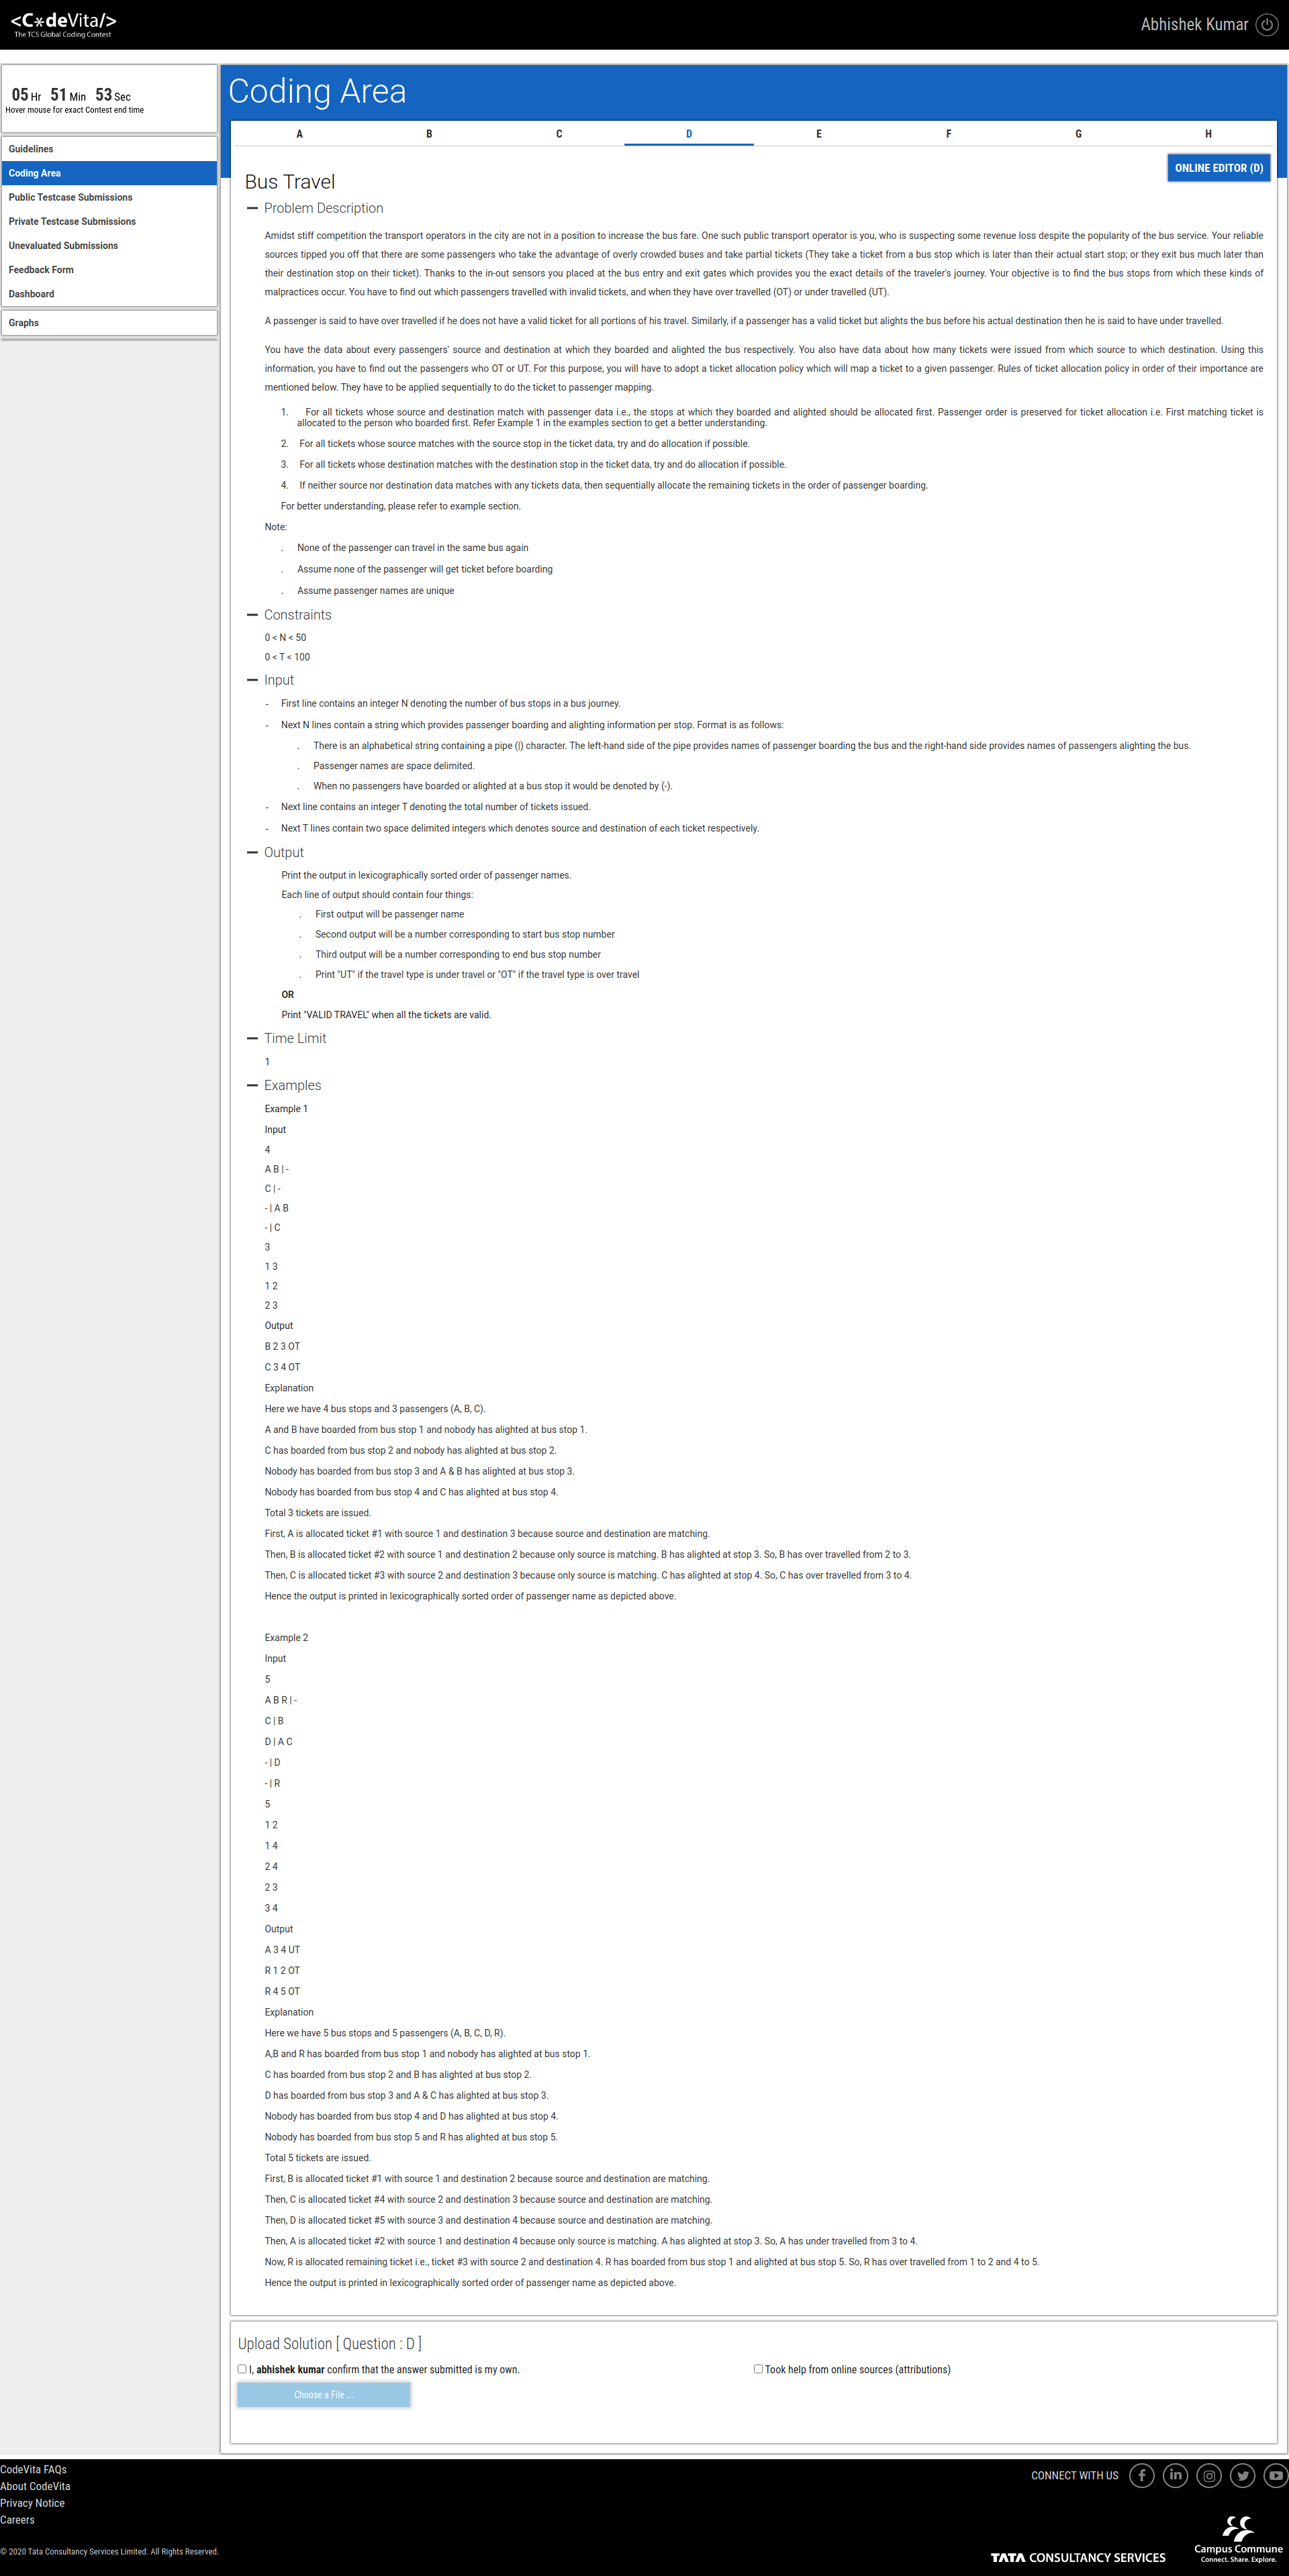 <C*deVita/>
The TCS Global Coding Contest
Abhishek Kumar
05 Hr 51 Min 53 Sec
Hover mouse for exact Contest end time
Guidelines
Coding Area
Public Testcase Submissions
Private Testcase Submissions
Unevaluated Submissions
Feedback Form
Dashboard
Graphs
Coding Area
A B C D E F G H
ONLINE EDITOR (D)
Bus Travel
Problem Description
Amidst stiff competition the transport operators in the city are not in a position to increase the bus fare. One such public transport operator is you, who is suspecting some revenue loss despite the popularity of the bus service. Your reliable
sources tipped you off that there are some passengers who take the advantage of overly crowded buses and take partial tickets (They take a ticket from a bus stop which is later than their actual start stop; or they exit bus much later than
their destination stop on their ticket). Thanks to the in-out sensors you placed at the bus entry and exit gates which provides you the exact details of the traveler's journey. Your objective is to find the bus stops from which these kinds of
malpractices occur. You have to find out which passengers travelled with invalid tickets, and when they have over travelled (OT) or under travelled (UT).
A passenger is said to have over travelled if he does not have a valid ticket for all portions of his travel. Similarly, if a passenger has a valid ticket but alights the bus before his actual destination then he is said to have under travelled.
You have the data about every passengers' source and destination at which they boarded and alighted the bus respectively. You also have data about how many tickets were issued from which source to which destination. Using this
information, you have to find out the passengers who OT or UT. For this purpose, you will have to adopt a ticket allocation policy which will map a ticket to a given passenger. Rules of ticket allocation policy in order of their importance are
mentioned below. They have to be applied sequentially to do the ticket to passenger mapping.
1. For all tickets whose source and destination match with passenger data i.e., the stops at which they boarded and alighted should be allocated first. Passenger order is preserved for ticket allocation i.e. First matching ticket is
allocated to the person who boarded first. Refer Example 1 in the examples section to get a better understanding.
2. For all tickets whose source matches with the source stop in the ticket data, try and do allocation if possible.
3. For all tickets whose destination matches with the destination stop in the ticket data, try and do allocation if possible.
4. If neither source nor destination data matches with any tickets data, then sequentially allocate the remaining tickets in the order of passenger boarding.
For better understanding, please refer to example section.
Note:
. None of the passenger can travel in the same bus again
. Assume none of the passenger will get ticket before boarding
. Assume passenger names are unique
Constraints
0 < N < 50
0 < T < 100
Input
- First line contains an integer N denoting the number of bus stops in a bus journey.
- Next N lines contain a string which provides passenger boarding and alighting information per stop. Format is as follows:
. There is an alphabetical string containing a pipe (|) character. The left-hand side of the pipe provides names of passenger boarding the bus and the right-hand side provides names of passengers alighting the bus.
. Passenger names are space delimited.
. When no passengers have boarded or alighted at a bus stop it would be denoted by (-).
- Next line contains an integer T denoting the total number of tickets issued.
- Next T lines contain two space delimited integers which denotes source and destination of each ticket respectively.
Output
Print the output in lexicographically sorted order of passenger names.
Each line of output should contain four things:
. First output will be passenger name
. Second output will be a number corresponding to start bus stop number
. Third output will be a number corresponding to end bus stop number
. Print "UT" if the travel type is under travel or "OT" if the travel type is over travel
OR
Print "VALID TRAVEL" when all the tickets are valid.
Time Limit
1
Examples
Example 1
Input
4
A B | -
C | -
- | A B
- | C
3
1 3
1 2
2 3
Output
B 2 3 OT
C 3 4 OT
Explanation
Here we have 4 bus stops and 3 passengers (A, B, C).
A and B have boarded from bus stop 1 and nobody has alighted at bus stop 1.
C has boarded from bus stop 2 and nobody has alighted at bus stop 2.
Nobody has boarded from bus stop 3 and A & B has alighted at bus stop 3.
Nobody has boarded from bus stop 4 and C has alighted at bus stop 4.
Total 3 tickets are issued.
First, A is allocated ticket #1 with source 1 and destination 3 because source and destination are matching.
Then, B is allocated ticket #2 with source 1 and destination 2 because only source is matching. B has alighted at stop 3. So, B has over travelled from 2 to 3.
Then, C is allocated ticket #3 with source 2 and destination 3 because only source is matching. C has alighted at stop 4. So, C has over travelled from 3 to 4.
Hence the output is printed in lexicographically sorted order of passenger name as depicted above.
Example 2
Input
5
A B R | -
C | B
D | A C
- | D
- | R
5
1 2
1 4
2 4
2 3
3 4
Output
A 3 4 UT
R 1 2 OT
R 4 5 OT
Explanation
Here we have 5 bus stops and 5 passengers (A, B, C, D, R).
A,B and R has boarded from bus stop 1 and nobody has alighted at bus stop 1.
C has boarded from bus stop 2 and B has alighted at bus stop 2.
D has boarded from bus stop 3 and A & C has alighted at bus stop 3.
Nobody has boarded from bus stop 4 and D has alighted at bus stop 4.
Nobody has boarded from bus stop 5 and R has alighted at bus stop 5.
Total 5 tickets are issued.
First, B is allocated ticket #1 with source 1 and destination 2 because source and destination are matching.
Then, C is allocated ticket #4 with source 2 and destination 3 because source and destination are matching.
Then, D is allocated ticket #5 with source 3 and destination 4 because source and destination are matching.
Then, A is allocated ticket #2 with source 1 and destination 4 because only source is matching. A has alighted at stop 3. So, A has under travelled from 3 to 4.
Now, R is allocated remaining ticket i.e., ticket #3 with source 2 and destination 4. R has boarded from bus stop 1 and alighted at bus stop 5. So, R has over travelled from 1 to 2 and 4 to 5.
Hence the output is printed in lexicographically sorted order of passenger name as depicted above.
Upload Solution [ Question : D ]
I, abhishek kumar confirm that the answer submitted is my own.
Took help from online sources (attributions)
Choose a File ...
CodeVita FAQs
About CodeVita
Privacy Notice
Careers
CONNECT WITH US
© 2020 Tata Consultancy Services Limited. All Rights Reserved.
TATA CONSULTANCY SERVICES
Campus Commune
Connect. Share. Explore.